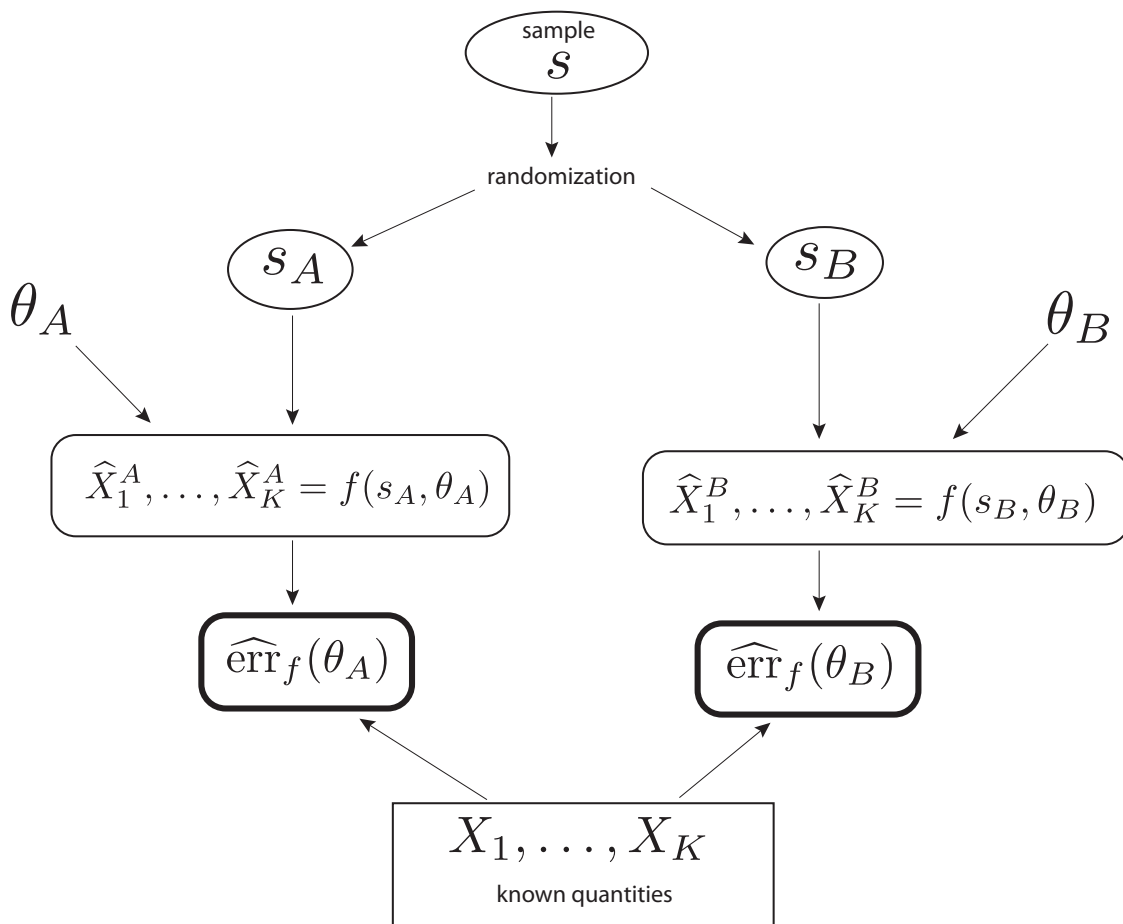 sample
s
randomization
s_A
s_B
θ_A
θ_B
X̂_1^A, . . . , X̂_K^A = f(s_A, θ_A)
X̂_1^B, . . . , X̂_K^B = f(s_B, θ_B)
êrr_f(θ_A)
êrr_f(θ_B)
X_1, . . . , X_K
known quantities